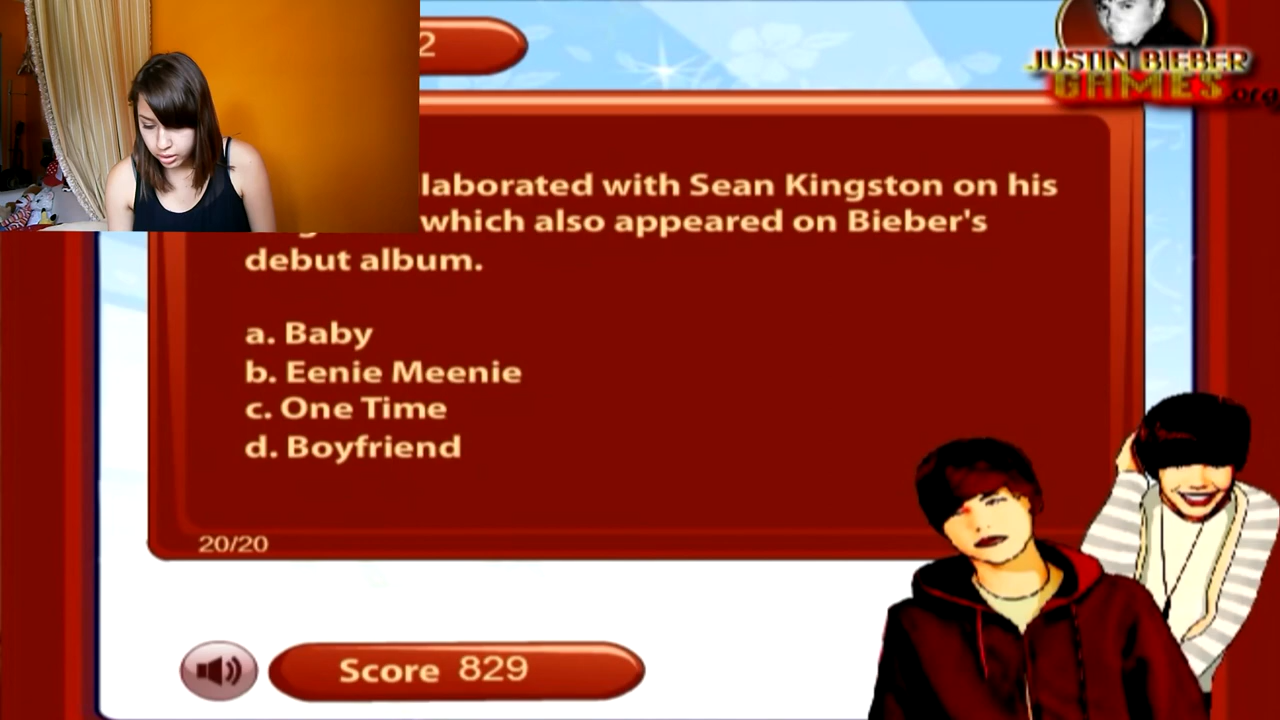 2
JUSTIN BIEBER
GAMES.org
laborated with Sean Kingston on his
which also appeared on Bieber's
debut album.
a. Baby
b. Eenie Meenie
c. One Time
d. Boyfriend
20/20
Score 829